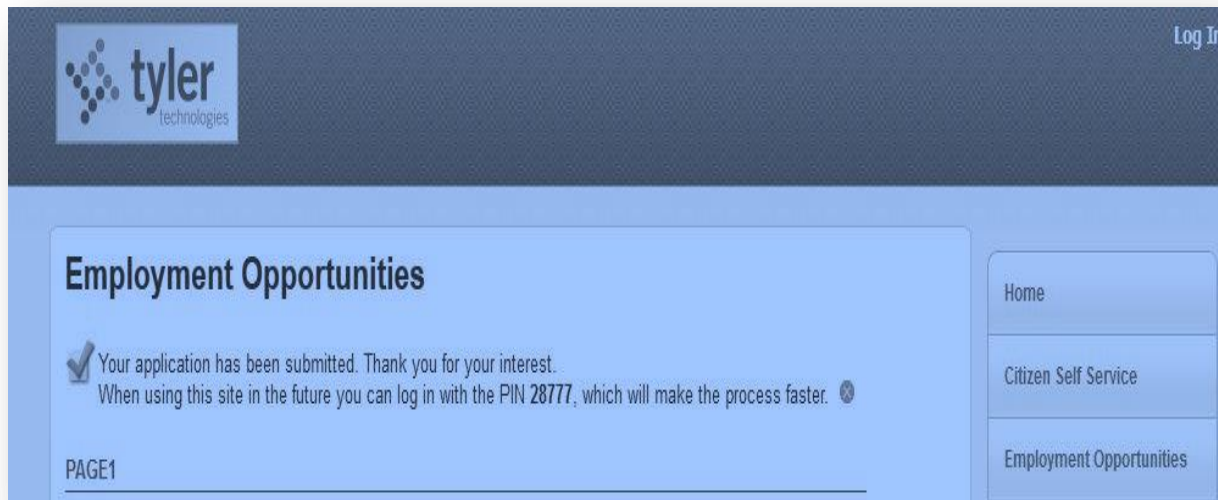 tyler
technologies
Log In
Employment Opportunities
Your application has been submitted. Thank you for your interest.
When using this site in the future you can log in with the PIN 28777, which will make the process faster.
PAGE1
Home
Citizen Self Service
Employment Opportunities